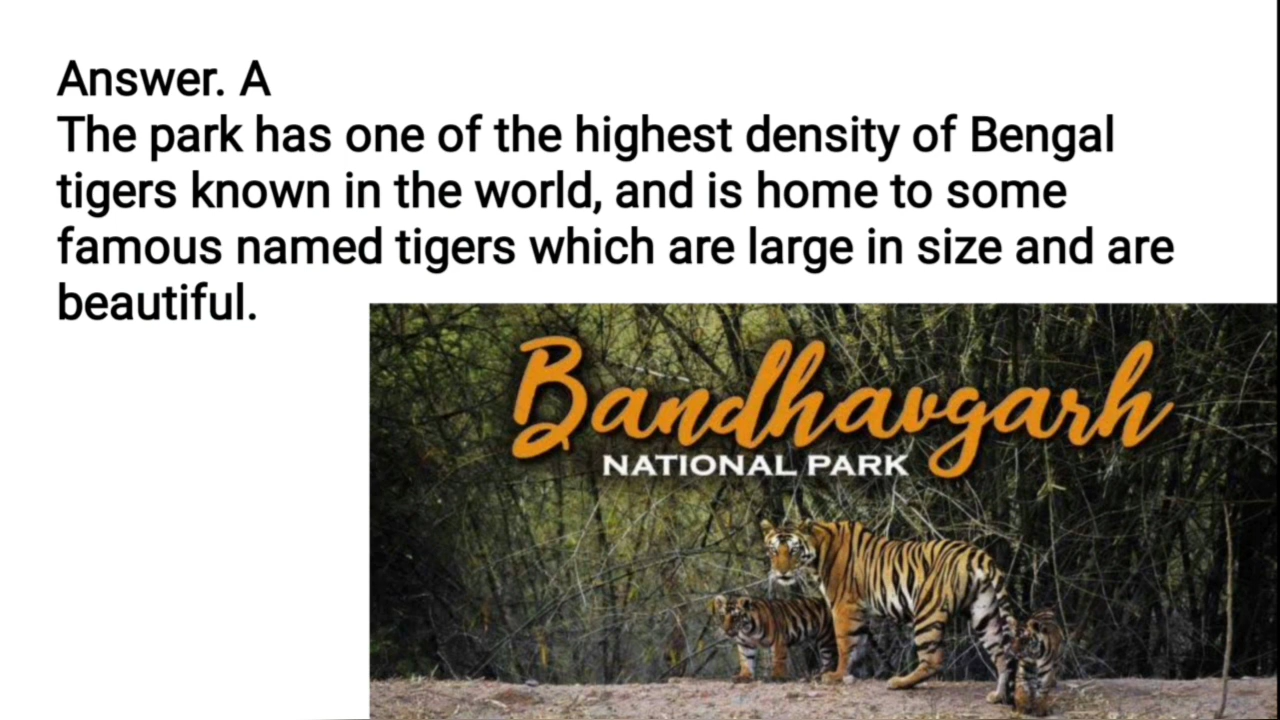 Answer. A
The park has one of the highest density of Bengal
tigers known in the world, and is home to some
famous named tigers which are large in size and are
beautiful.
Bandhavgarh
NATIONAL PARK